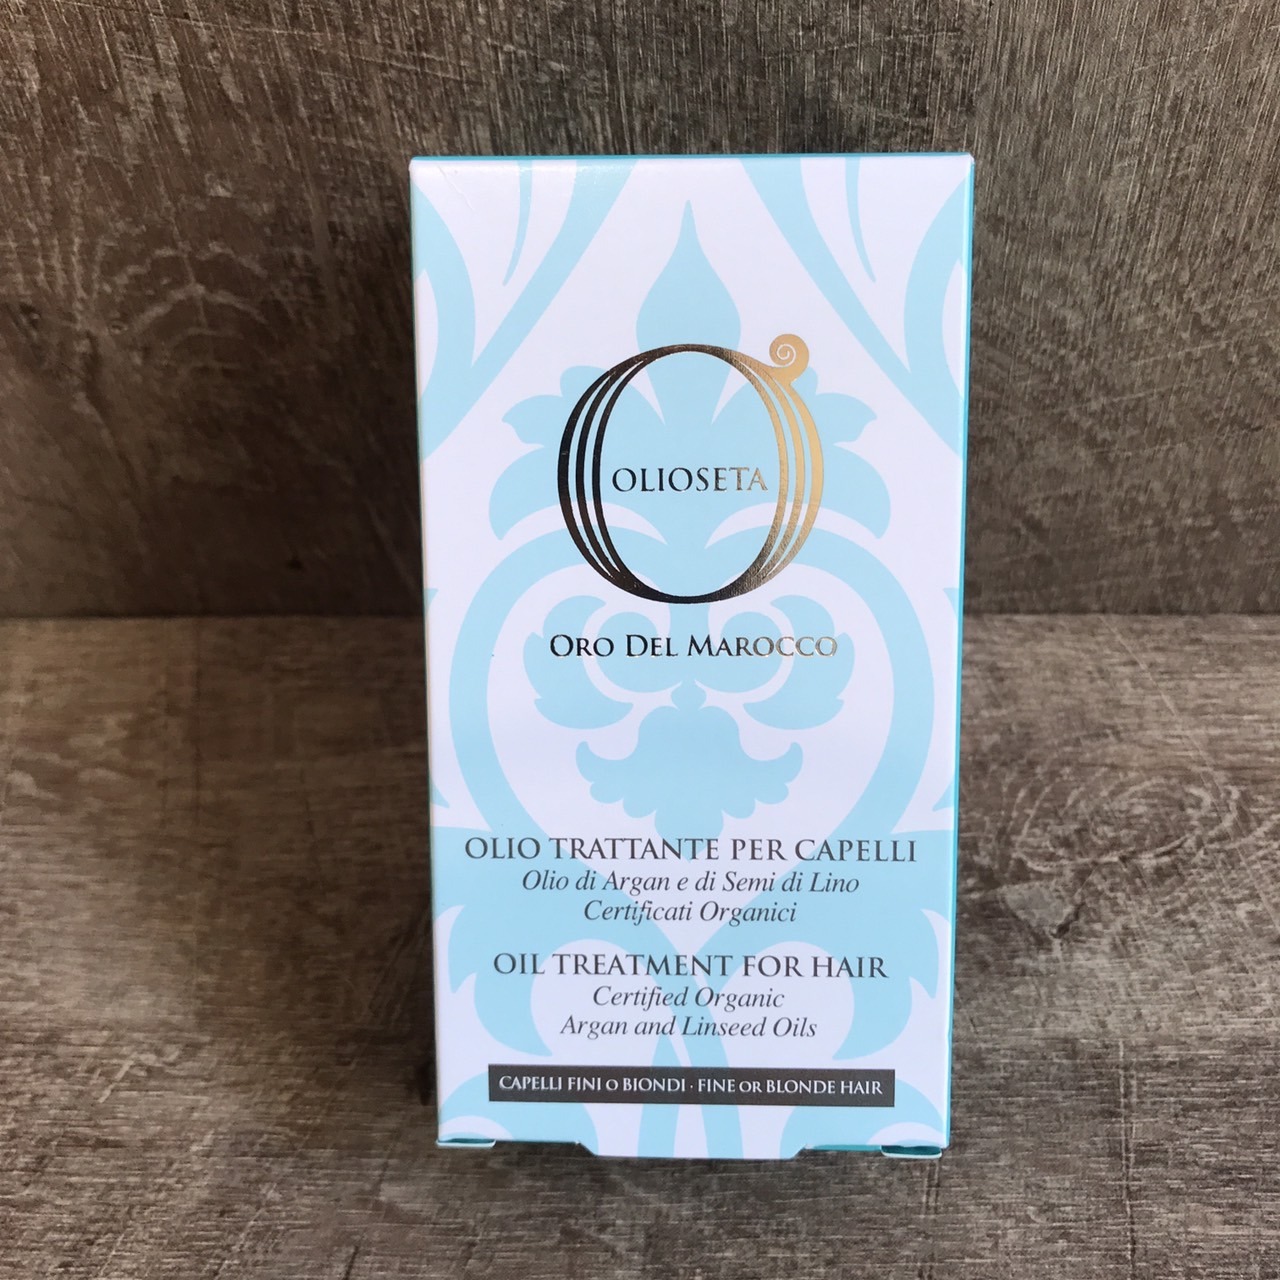 OLIOSETA
ORO DEL MAROCCO
OLIO TRATTANTE PER CAPELLI
Olio di Argan e di Semi di Lino
Certificati Organici
OIL TREATMENT FOR HAIR
Certified Organic
Argan and Linseed Oils
CAPELLI FINI O BIONDI · FINE OR BLONDE HAIR